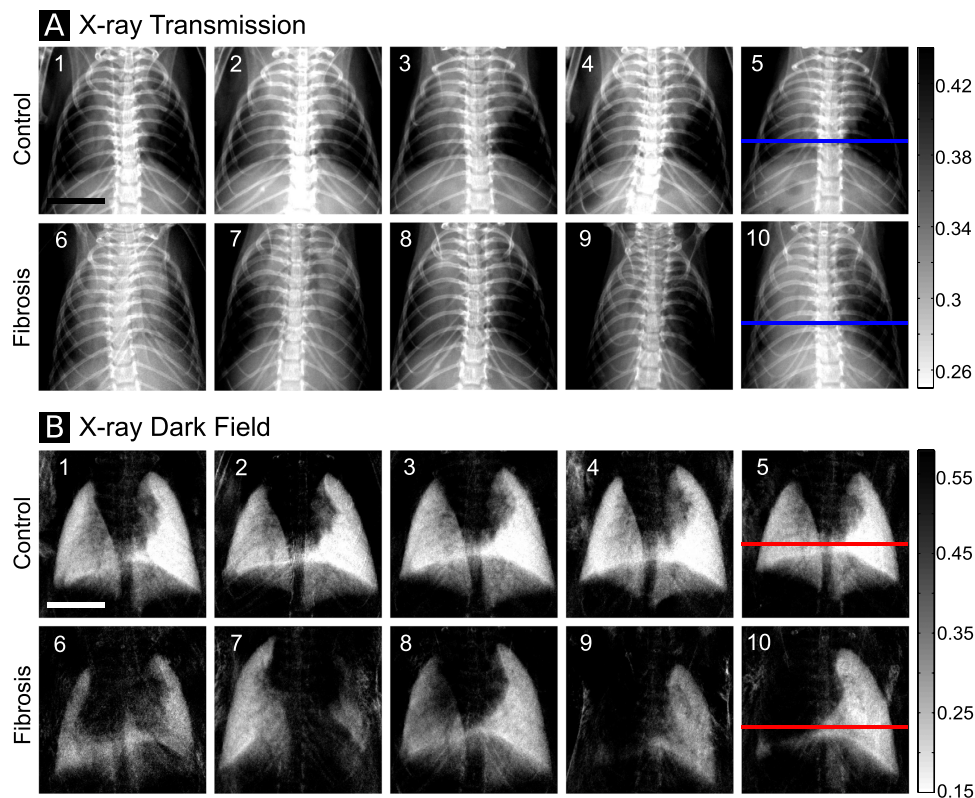 A X-ray Transmission
Control
1 2 3 4 5
Fibrosis
6 7 8 9 10
0.42
0.38
0.34
0.3
0.26
B X-ray Dark Field
Control
1 2 3 4 5
Fibrosis
6 7 8 9 10
0.55
0.45
0.35
0.25
0.15